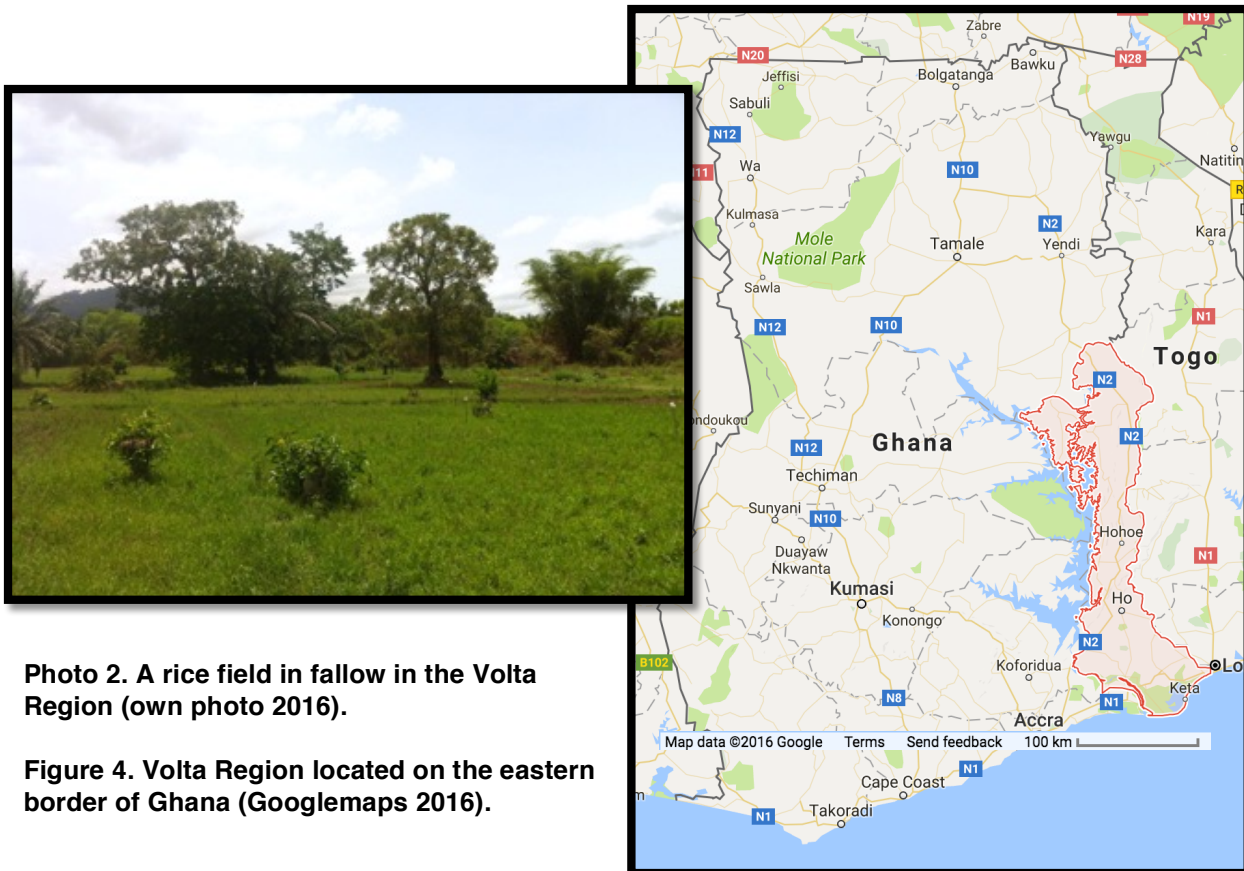 Zabre
N19
N20
N28
Bawku
Jeffisi
Bolgatanga
Sabuli
N12
Yawgu
Natitin
Wa
N11
N10
R
Kulmasa
N2
Kara
Mole
National Park
Tamale
Yendi
Sawla
N1
N12
N10
Togo
N2
ondoukou
N12
Ghana
N2
Techiman
Sunyani
N10
Duayaw
Nkwanta
Hohoe
N1
Kumasi
Ho
Konongo
N2
B102
Koforidua
Lo
Keta
N8
N1
Accra
Map data ©2016 Google Terms Send feedback 100 km
N1
Cape Coast
Takoradi
N1
Photo 2. A rice field in fallow in the Volta
Region (own photo 2016).
Figure 4. Volta Region located on the eastern
border of Ghana (Googlemaps 2016).